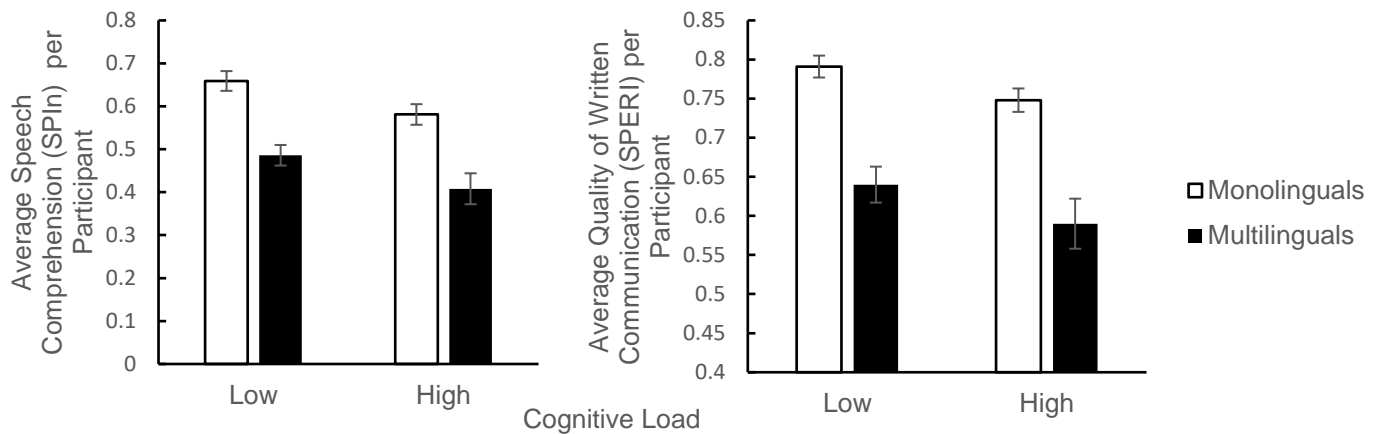 Average Speech
Comprehension (SPIn) per
Participant
0.8
0.7
0.6
0.5
0.4
0.3
0.2
0.1
0
Low
High
Average Quality of Written
Communication (SPERI) per
Participant
0.85
0.8
0.75
0.7
0.65
0.6
0.55
0.5
0.45
0.4
Low
High
Cognitive Load
Monolinguals
Multilinguals